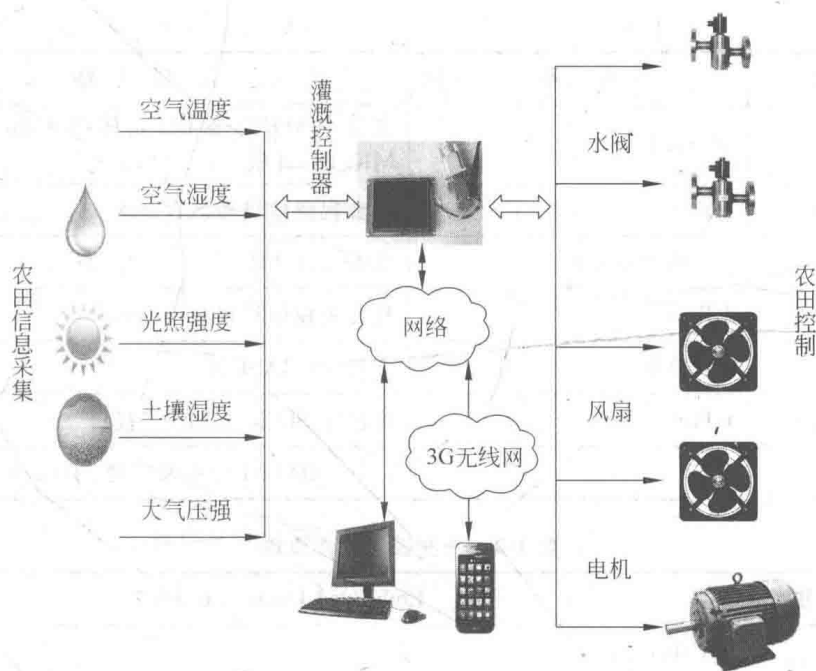 农田信息采集
空气温度
空气湿度
光照强度
土壤湿度
大气压强
灌溉控制器
网络
3G无线网
水阀
风扇
电机
农田控制